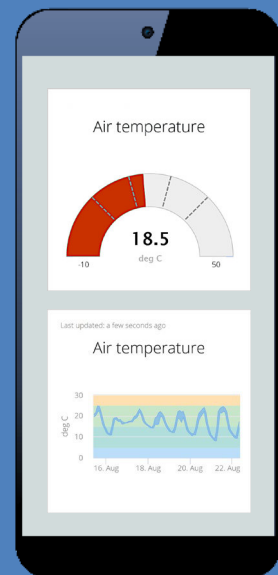 Air temperature
18.5
deg C
-10 50
Last updated: a few seconds ago
Air temperature
deg C
30
20
10
0
16. Aug 18. Aug 20. Aug 22. Aug